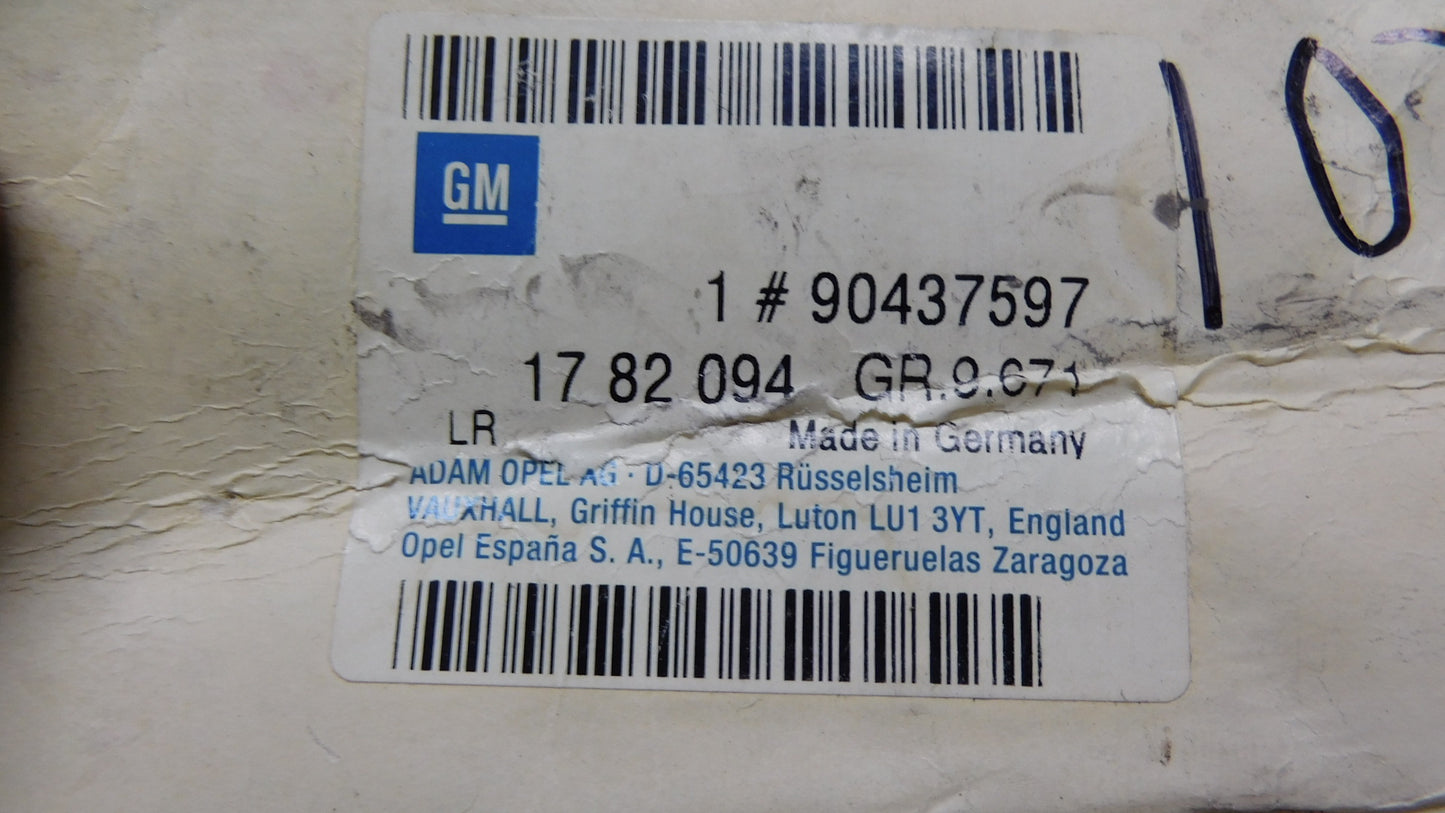 10
GM
1 # 90437597
17 82 094 GR.9.671
LR
Made in Germany
ADAM OPEL AG · D-65423 Rüsselsheim
VAUXHALL, Griffin House, Luton LU1 3YT, England
Opel España S. A., E-50639 Figueruelas Zaragoza